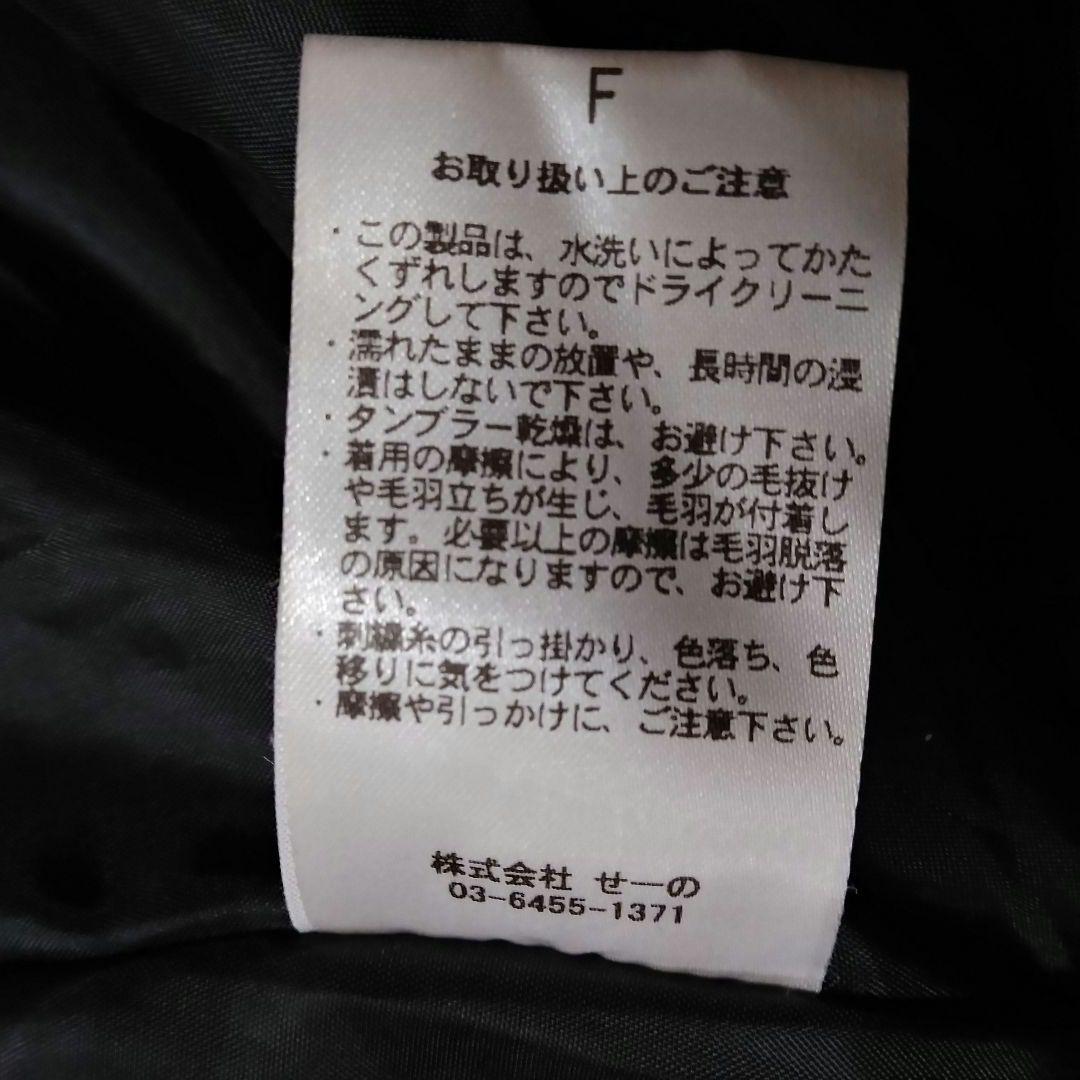 F
お取り扱い上のご注意
・この製品は、水洗いによってかた
くずれしますのでドライクリーニ
ングして下さい。
・濡れたままの放置や、長時間の浸
漬はしないで下さい。
・タンブラー乾燥は、お避け下さい。
・着用の摩擦により、多少の毛抜け
や毛羽立ちが生じ、毛羽が付着し
ます。必要以上の摩擦は毛羽脱落
の原因になりますので、お避け下
さい。
・刺繍糸の引っ掛かり、色落ち、色
移りに気をつけてください。
・摩擦や引っかけに、ご注意下さい。
株式会社 せーの
03-6455-1371